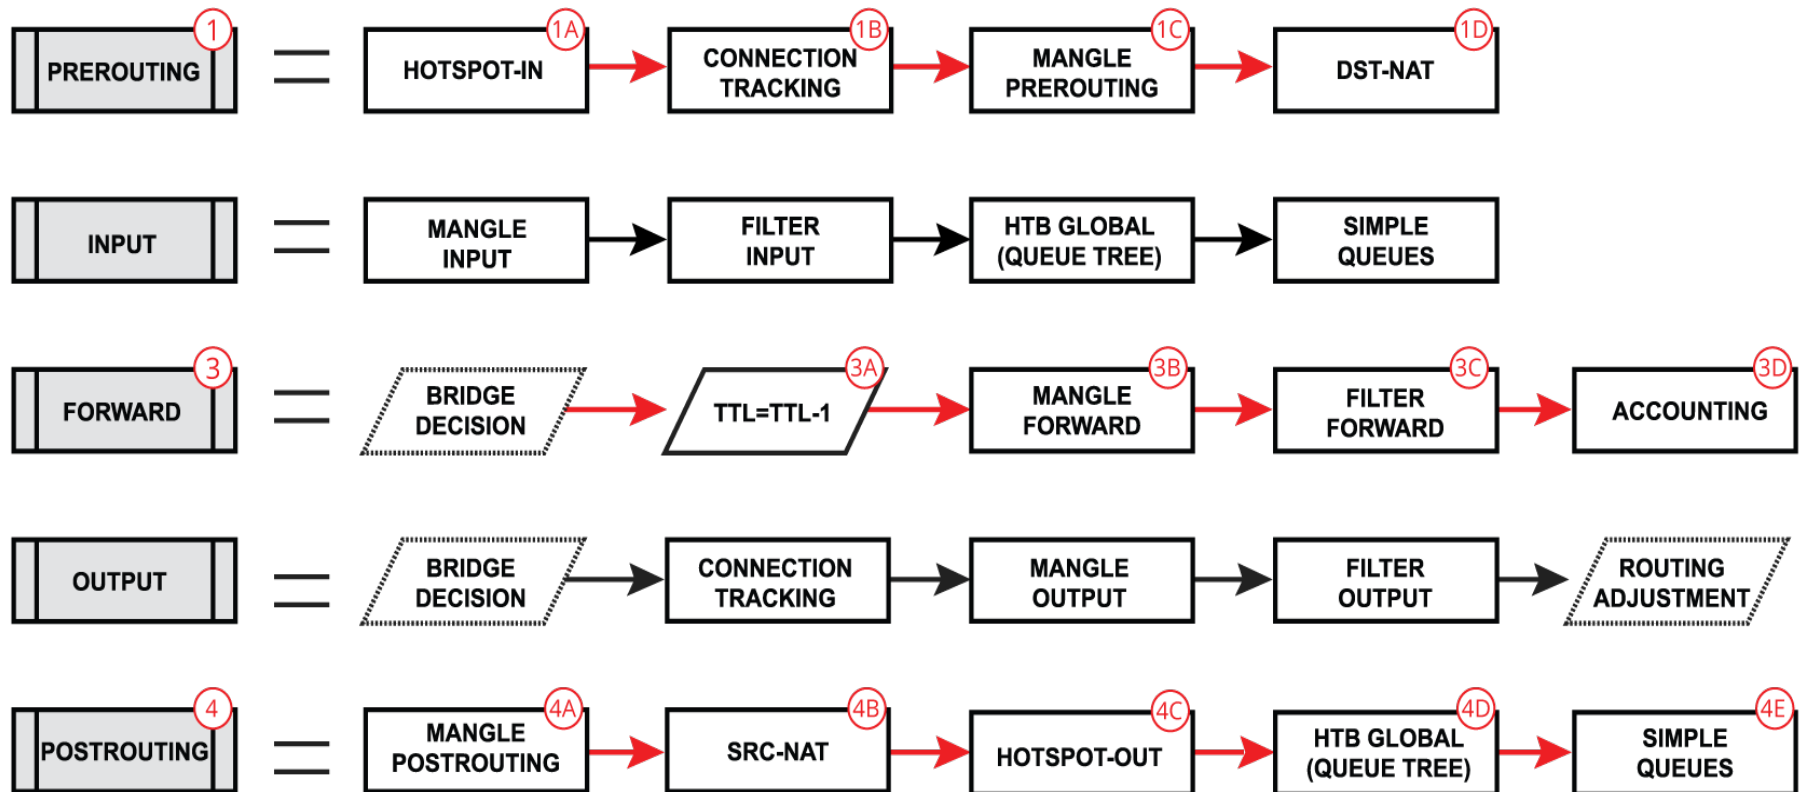 1
PREROUTING
1A
HOTSPOT-IN
1B
CONNECTION
TRACKING
1C
MANGLE
PREROUTING
1D
DST-NAT
INPUT
MANGLE
INPUT
FILTER
INPUT
HTB GLOBAL
(QUEUE TREE)
SIMPLE
QUEUES
3
FORWARD
BRIDGE
DECISION
3A
TTL=TTL-1
3B
MANGLE
FORWARD
3C
FILTER
FORWARD
3D
ACCOUNTING
OUTPUT
BRIDGE
DECISION
CONNECTION
TRACKING
MANGLE
OUTPUT
FILTER
OUTPUT
ROUTING
ADJUSTMENT
4
POSTROUTING
4A
MANGLE
POSTROUTING
4B
SRC-NAT
4C
HOTSPOT-OUT
4D
HTB GLOBAL
(QUEUE TREE)
4E
SIMPLE
QUEUES